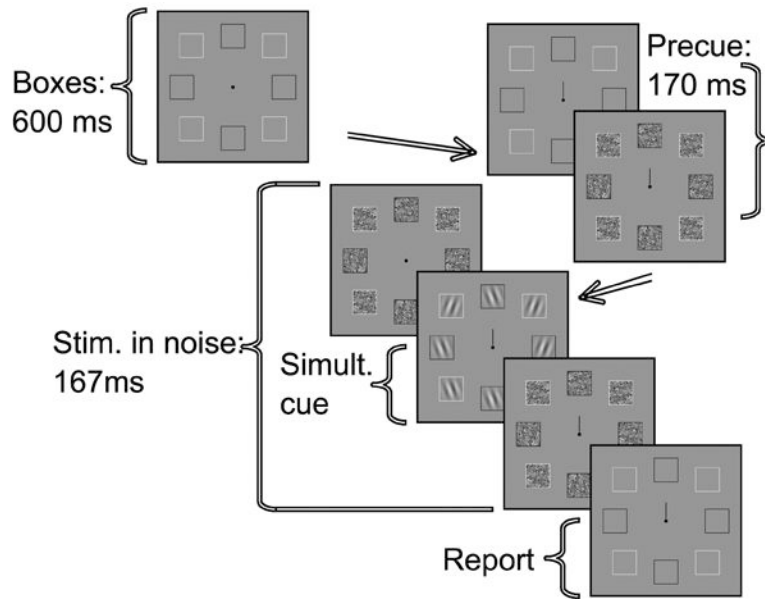 Boxes:
600 ms
Precue:
170 ms
Stim. in noise:
167ms
Simult.
cue
Report